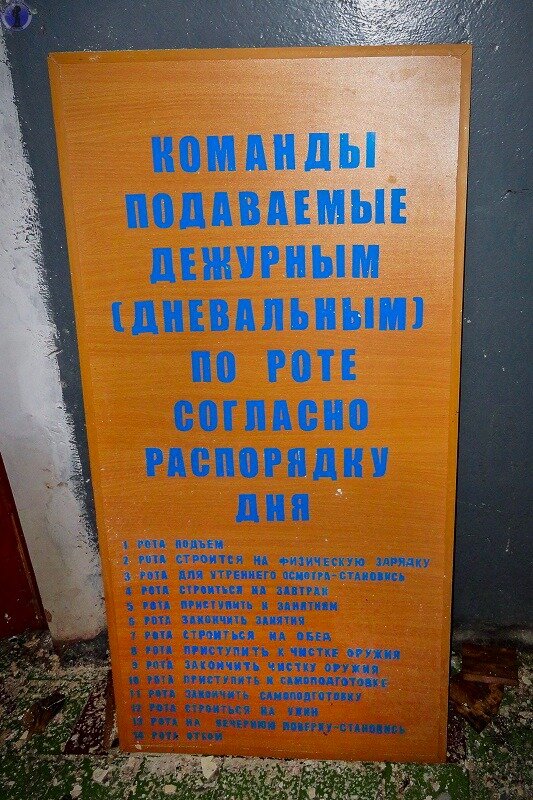 КОМАНДЫ
ПОДАВАЕМЫЕ
ДЕЖУРНЫМ
(ДНЕВАЛЬНЫМ)
ПО РОТЕ
СОГЛАСНО
РАСПОРЯДКУ
ДНЯ
1 РОТА ПОДЪЕМ
2 РОТА СТРОИТСЯ НА ФИЗИЧЕСКУЮ ЗАРЯДКУ
3 РОТА ДЛЯ УТРЕННЕГО ОСМОТРА-СТАНОВИСЬ
4 РОТА СТРОИТЬСЯ НА ЗАВТРАК
5 РОТА ПРИСТУПИТЬ К ЗАНЯТИЯМ
6 РОТА ЗАКОНЧИТЬ ЗАНЯТИЯ
7 РОТА СТРОИТЬСЯ НА ОБЕД
8 РОТА ПРИСТУПИТЬ К ЧИСТКЕ ОРУЖИЯ
9 РОТА ЗАКОНЧИТЬ ЧИСТКУ ОРУЖИЯ
10 РОТА ПРИСТУПИТЬ К САМОПОДГОТОВКЕ
11 РОТА ЗАКОНЧИТЬ САМОПОДГОТОВКУ
12 РОТА СТРОИТЬСЯ НА УЖИН
13 РОТА НА ВЕЧЕРНЮЮ ПОВЕРКУ-СТАНОВИСЬ
14 РОТА ОТБОЙ